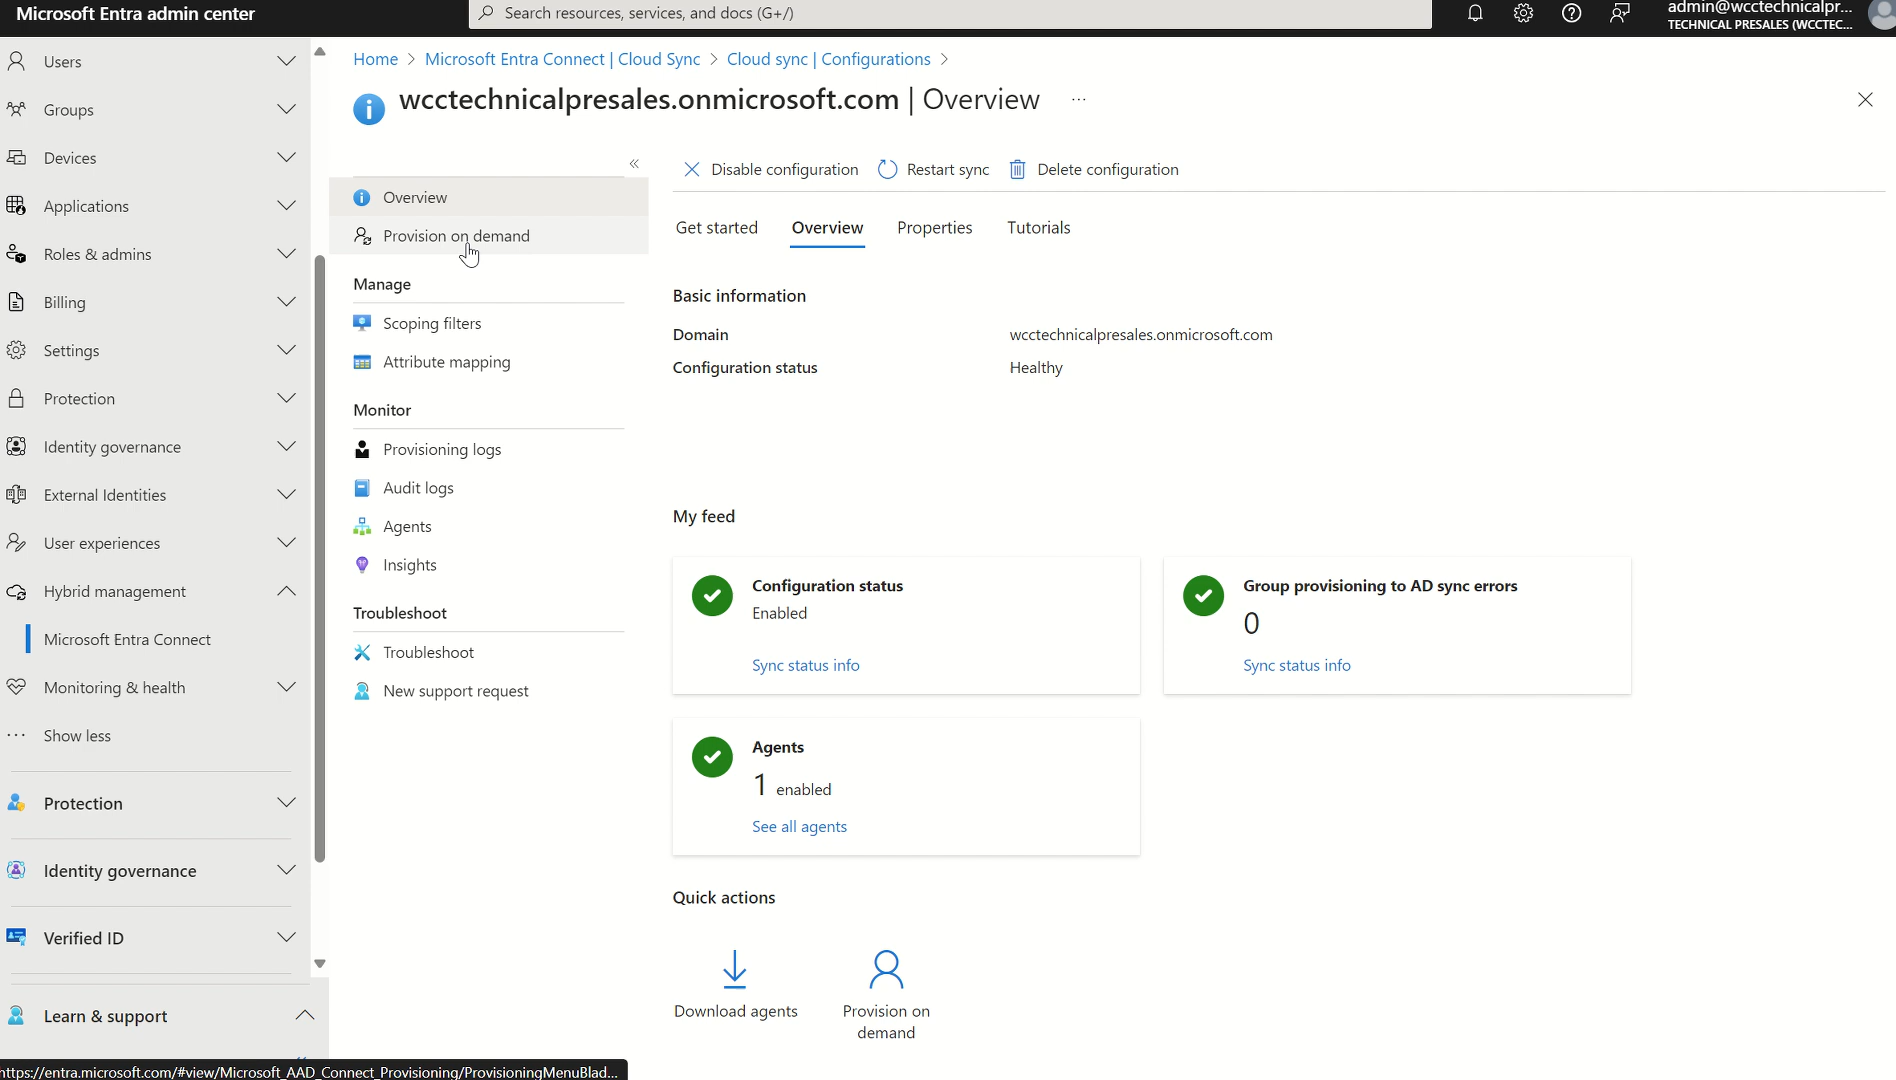 Microsoft Entra admin center
Search resources, services, and docs (G+/)
admin@wcctechnicalpr...
TECHNICAL PRESALES (WCCTEC...
Users
Groups
Devices
Applications
Roles & admins
Billing
Settings
Protection
Identity governance
External Identities
User experiences
Hybrid management
Microsoft Entra Connect
Monitoring & health
Show less
Protection
Identity governance
Verified ID
Learn & support
Home > Microsoft Entra Connect | Cloud Sync > Cloud sync | Configurations >
wcctechnicalpresales.onmicrosoft.com | Overview ...
Overview
Provision on demand
Manage
Scoping filters
Attribute mapping
Monitor
Provisioning logs
Audit logs
Agents
Insights
Troubleshoot
Troubleshoot
New support request
Disable configuration Restart sync Delete configuration
Get started Overview Properties Tutorials
Basic information
Domain wcctechnicalpresales.onmicrosoft.com
Configuration status Healthy
My feed
Configuration status
Enabled
Sync status info
Group provisioning to AD sync errors
0
Sync status info
Agents
1 enabled
See all agents
Quick actions
Download agents
Provision on
demand
https://entra.microsoft.com/#view/Microsoft_AAD_Connect_Provisioning/ProvisioningMenuBlad...